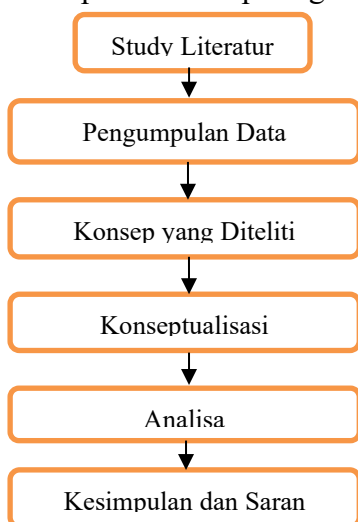 Study Literatur
Pengumpulan Data
Konsep yang Diteliti
Konseptualisasi
Analisa
Kesimpulan dan Saran